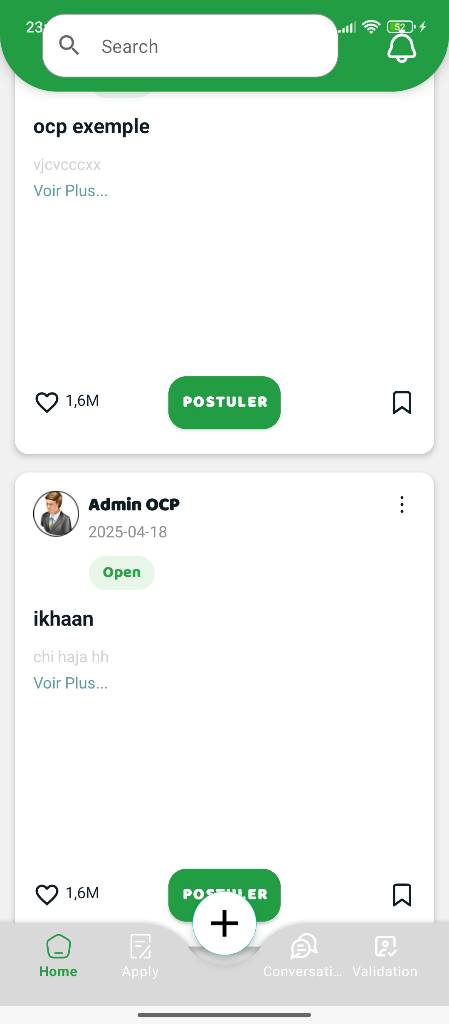 23
Search
52
ocp exemple
vjcvcccxx
Voir Plus...
1,6M
POSTULER
Admin OCP
2025-04-18
Open
ikhaan
chi haja hh
Voir Plus...
1,6M
POSTULER
Home
Apply
Conversati...
Validation